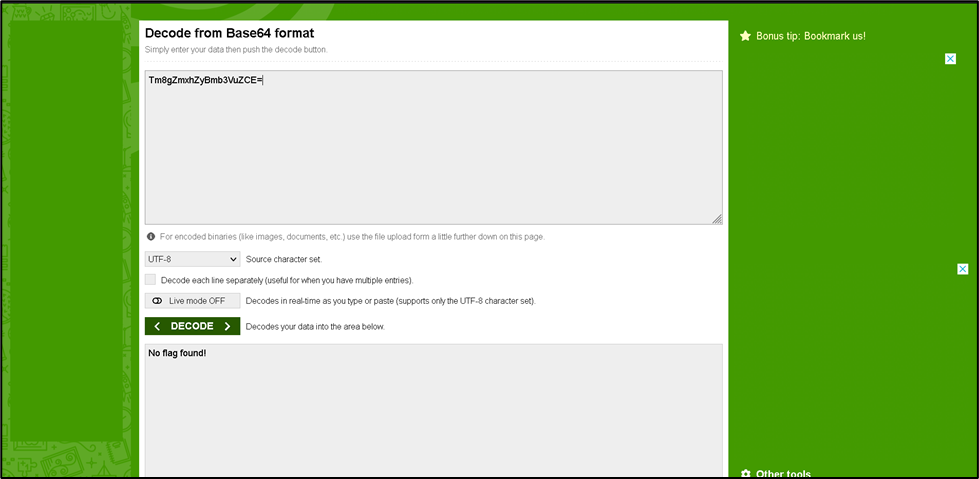 Decode from Base64 format
Simply enter your data then push the decode button.
Tm8gZmxhZyBmb3VuZCE=
For encoded binaries (like images, documents, etc.) use the file upload form a little further down on this page.
UTF-8 Source character set.
Decode each line separately (useful for when you have multiple entries).
Live mode OFF Decodes in real-time as you type or paste (supports only the UTF-8 character set).
< DECODE > Decodes your data into the area below.
No flag found!
Bonus tip: Bookmark us!
Other tools